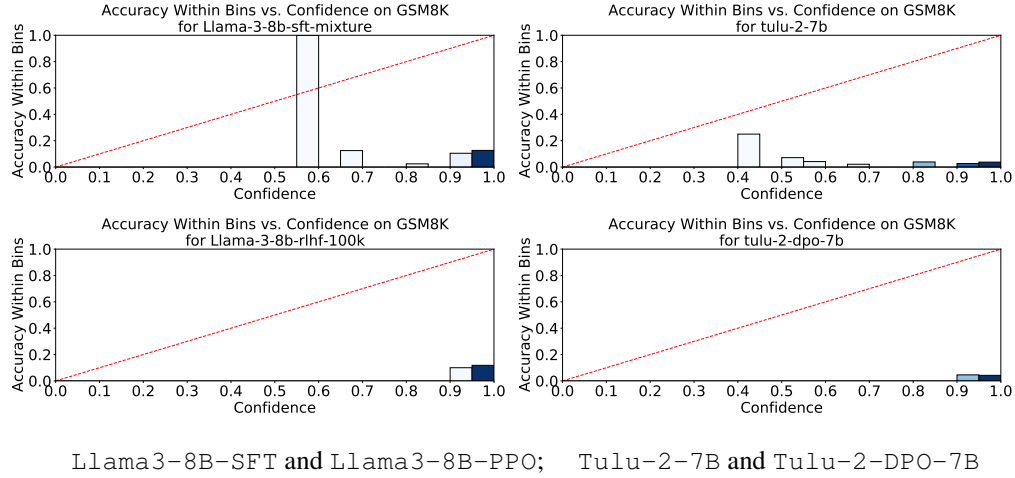 Accuracy Within Bins vs. Confidence on GSM8K
for Llama-3-8b-sft-mixture
Accuracy Within Bins
1.0
0.8
0.6
0.4
0.2
0.0
0.0 0.1 0.2 0.3 0.4 0.5 0.6 0.7 0.8 0.9 1.0
Confidence
Accuracy Within Bins vs. Confidence on GSM8K
for tulu-2-7b
Accuracy Within Bins
1.0
0.8
0.6
0.4
0.2
0.0
0.0 0.1 0.2 0.3 0.4 0.5 0.6 0.7 0.8 0.9 1.0
Confidence
Accuracy Within Bins vs. Confidence on GSM8K
for Llama-3-8b-rlhf-100k
Accuracy Within Bins
1.0
0.8
0.6
0.4
0.2
0.0
0.0 0.1 0.2 0.3 0.4 0.5 0.6 0.7 0.8 0.9 1.0
Confidence
Accuracy Within Bins vs. Confidence on GSM8K
for tulu-2-dpo-7b
Accuracy Within Bins
1.0
0.8
0.6
0.4
0.2
0.0
0.0 0.1 0.2 0.3 0.4 0.5 0.6 0.7 0.8 0.9 1.0
Confidence
Llama3-8B-SFT and Llama3-8B-PPO; Tulu-2-7B and Tulu-2-DPO-7B